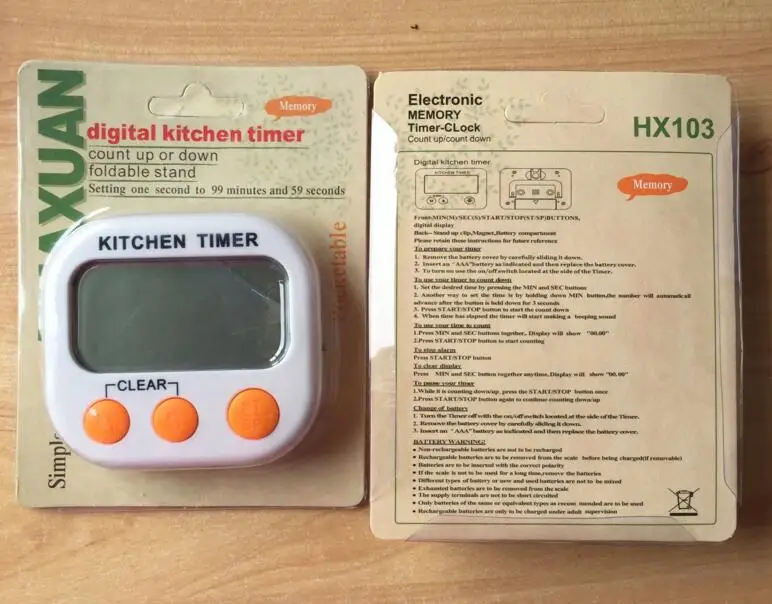 Memory
digital kitchen timer
count up or down
foldable stand
Setting one second to 99 minutes and 59 seconds
AXUAN
Simple
KITCHEN TIMER
CLEAR
Electronic
MEMORY
Timer-CLock
Count up/count down
HX103
Digital kitchen timer
Memory
KITCHEN TIMER
Front:MIN(M)/SEC(S)/START/STOP(ST/SP)BUTTONS,
digital display
Back-- Stand up clip,Magnet,Battery compartment
Please retain these instructions for future reference
To prepare your timer
1. Remove the battery cover by carefully sliding it down.
2. Insert an "AAA"battery as indicated and then replace the battery cover.
3. To turn on use the on/off switch located at the side of the Timer.
To use your timer to count down
1. Set the desired time by pressing the MIN and SEC buttons
2. Another way to set the time is by holding down MIN button,the number will automaticall
advance after the button is held down for 3 seconds
3. Press START/STOP button to start the count down
4. When time has elapsed the timer will start making a beeping sound
To use your time to count
1.Press MIN and SEC buttons together,. Display will show "00.00"
2.Press START/STOP to start counting
To stop alarm
Press START/STOP button
To clear display
Press MIN and SEC button together anytime, Display will show "00.00"
To pause your timer
1.While it is counting down/up, press the START/STOP button once
2.Press START/STOP button again to continue counting down/up
Change of battery
1. Turn the Timer off with the on/off switch located at the side of the Timer.
2. Remove the battery cover by carefully sliding it down.
3. Insert an "AAA"battery as indicated and then replace the battery cover.
BATTERY WARNING!
• Non-rechargeable batteries are not to be recharged
• Rechargeable batteries are to be removed from the scale before being charged(if removable)
• Batteries are to be inserted with the correct polarity
• If the scale is not to be used for a long time,remove the batteries
• Different types of battery or new and used batteries are not to be mixed
• Exhausted batteries are to be removed from the scale
• The supply terminals are not to be short circuited
• Only batteries of the same or equivalent types as recom mended are to be used
• Rechargeable batteries are only to be charged under adult supervision